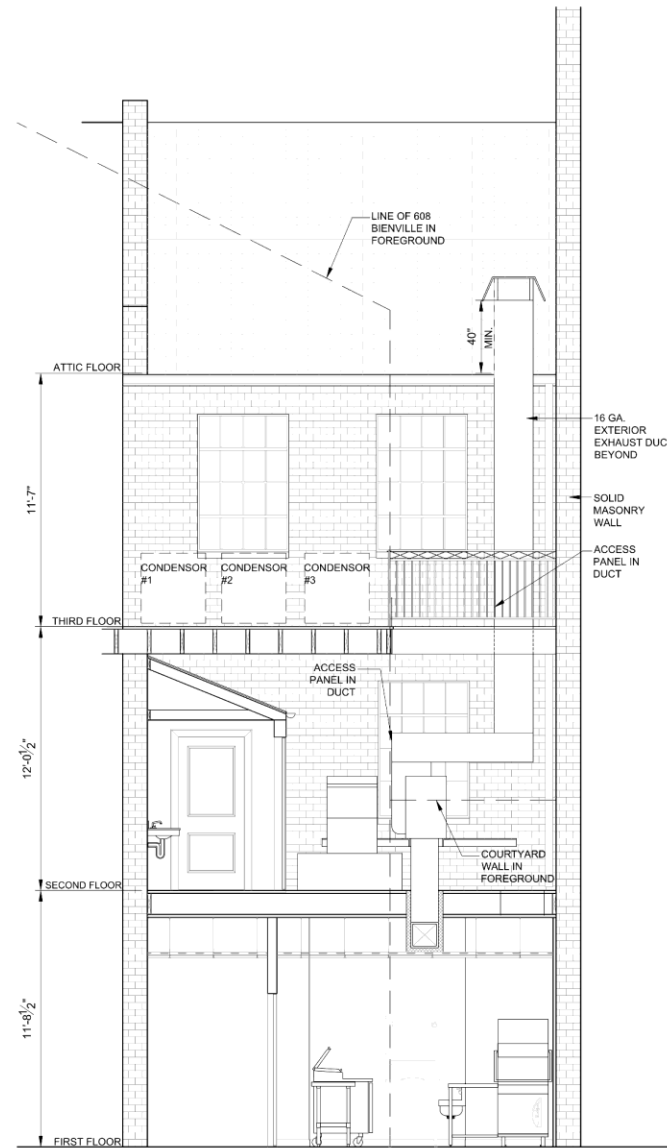 LINE OF 608
BIENVILLE IN
FOREGROUND
40"
MIN.
ATTIC FLOOR
16 GA.
EXTERIOR
EXHAUST DUC
BEYOND
11'-7"
SOLID
MASONRY
WALL
CONDENSOR
#1
CONDENSOR
#2
CONDENSOR
#3
ACCESS
PANEL IN
DUCT
THIRD FLOOR
ACCESS
PANEL IN
DUCT
12'-0½"
COURTYARD
WALL IN
FOREGROUND
SECOND FLOOR
11'-8½"
FIRST FLOOR